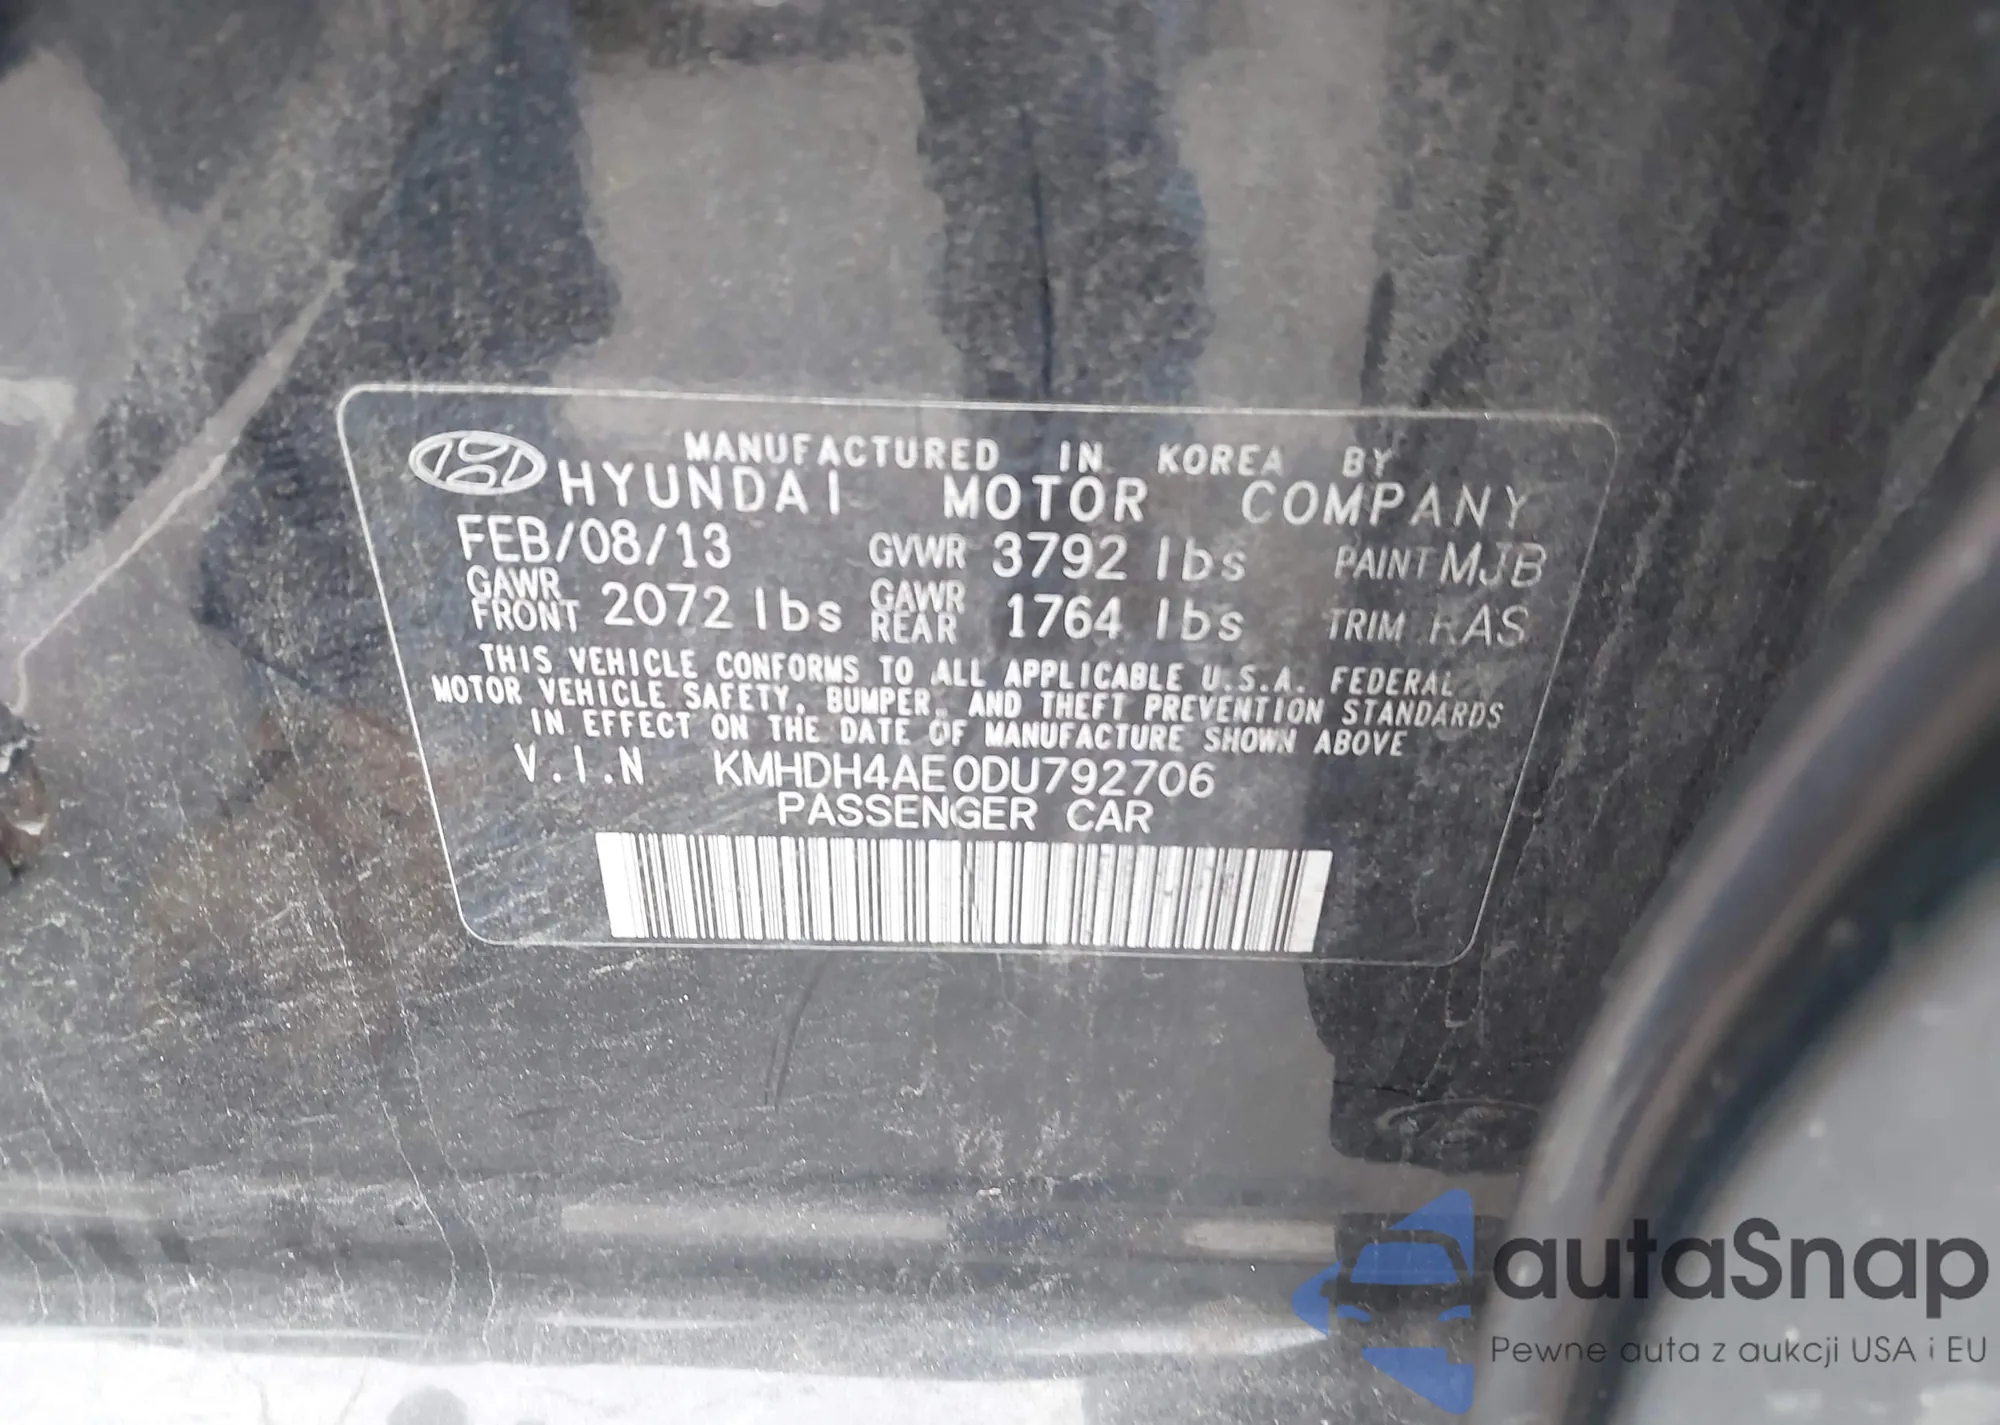 MANUFACTURED IN KOREA BY
HYUNDAI MOTOR COMPANY
FEB/08/13 GVWR 3792 lbs PAINT MJB
GAWR FRONT 2072 lbs GAWR REAR 1764 lbs TRIM
THIS VEHICLE CONFORMS TO ALL APPLICABLE U.S.A. FEDERAL
MOTOR VEHICLE SAFETY, BUMPER, AND THEFT PREVENTION STANDARDS
IN EFFECT ON THE DATE OF MANUFACTURE SHOWN ABOVE
V.I.N KMHDH4AE0DU792706
PASSENGER CAR
autaSnap
Pewne auta z aukcji USA i EU